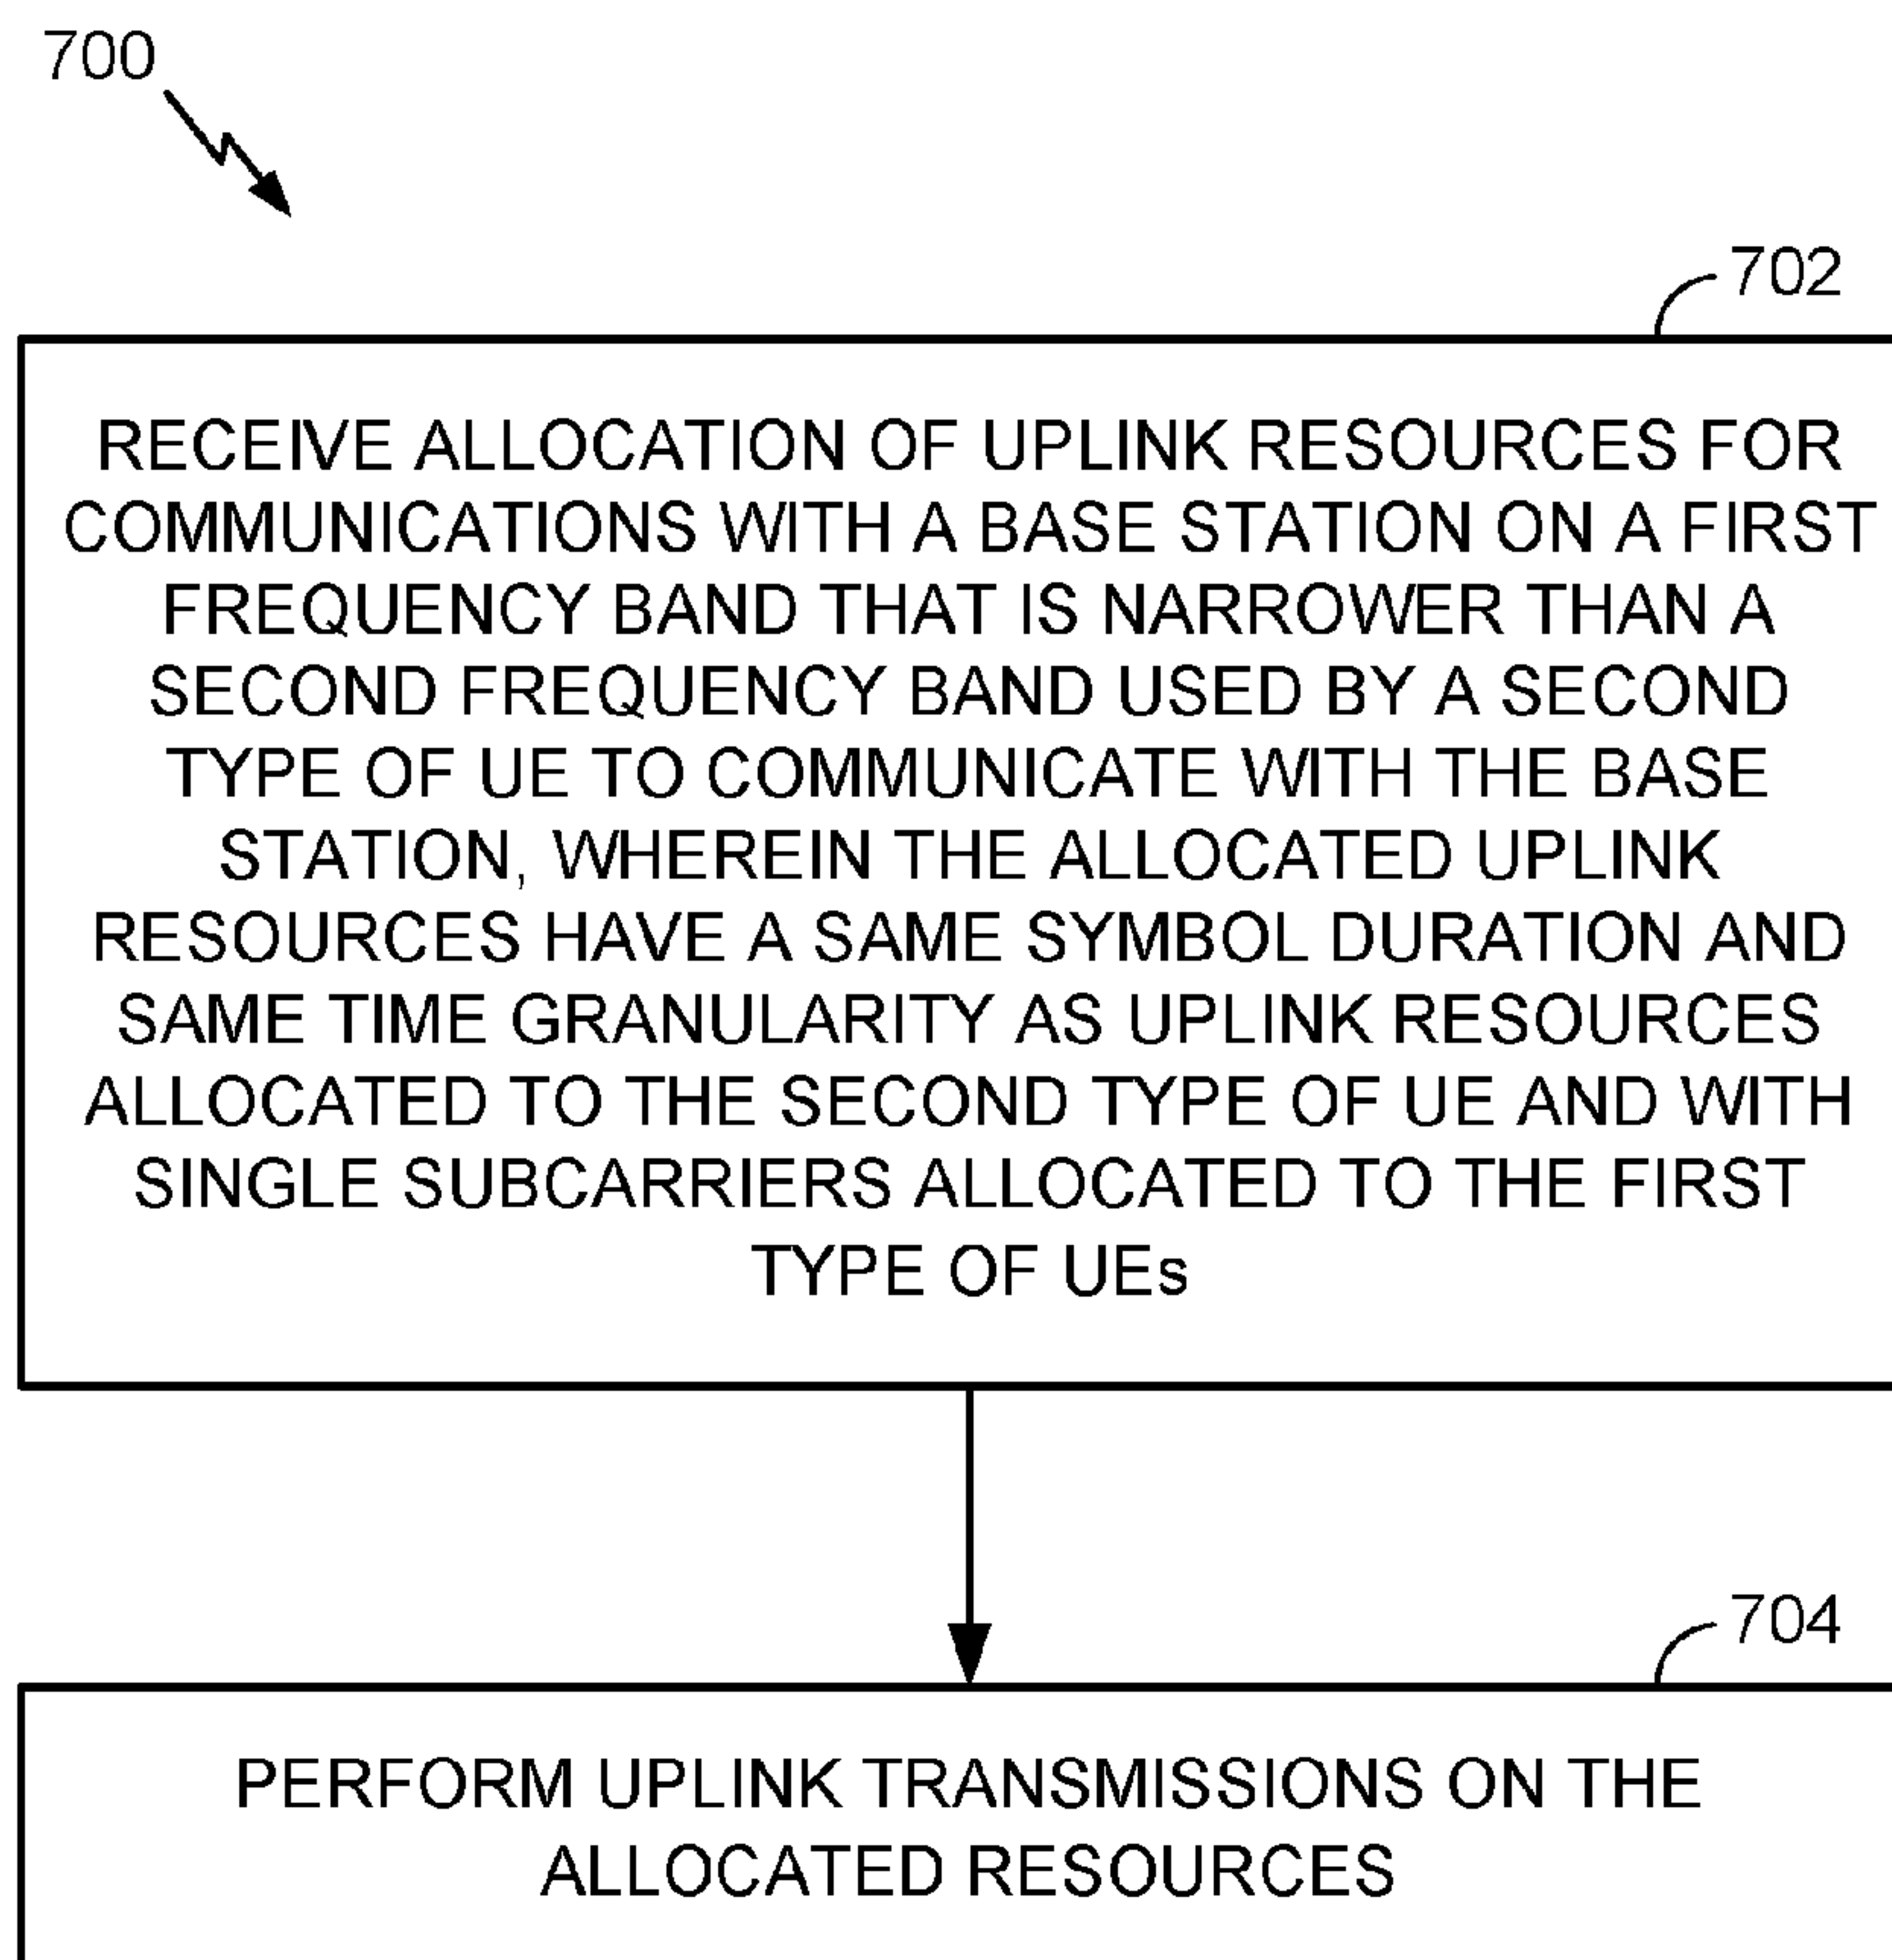 700
702
RECEIVE ALLOCATION OF UPLINK RESOURCES FOR
COMMUNICATIONS WITH A BASE STATION ON A FIRST
FREQUENCY BAND THAT IS NARROWER THAN A
SECOND FREQUENCY BAND USED BY A SECOND
TYPE OF UE TO COMMUNICATE WITH THE BASE
STATION, WHEREIN THE ALLOCATED UPLINK
RESOURCES HAVE A SAME SYMBOL DURATION AND
SAME TIME GRANULARITY AS UPLINK RESOURCES
ALLOCATED TO THE SECOND TYPE OF UE AND WITH
SINGLE SUBCARRIERS ALLOCATED TO THE FIRST
TYPE OF UEs
704
PERFORM UPLINK TRANSMISSIONS ON THE
ALLOCATED RESOURCES